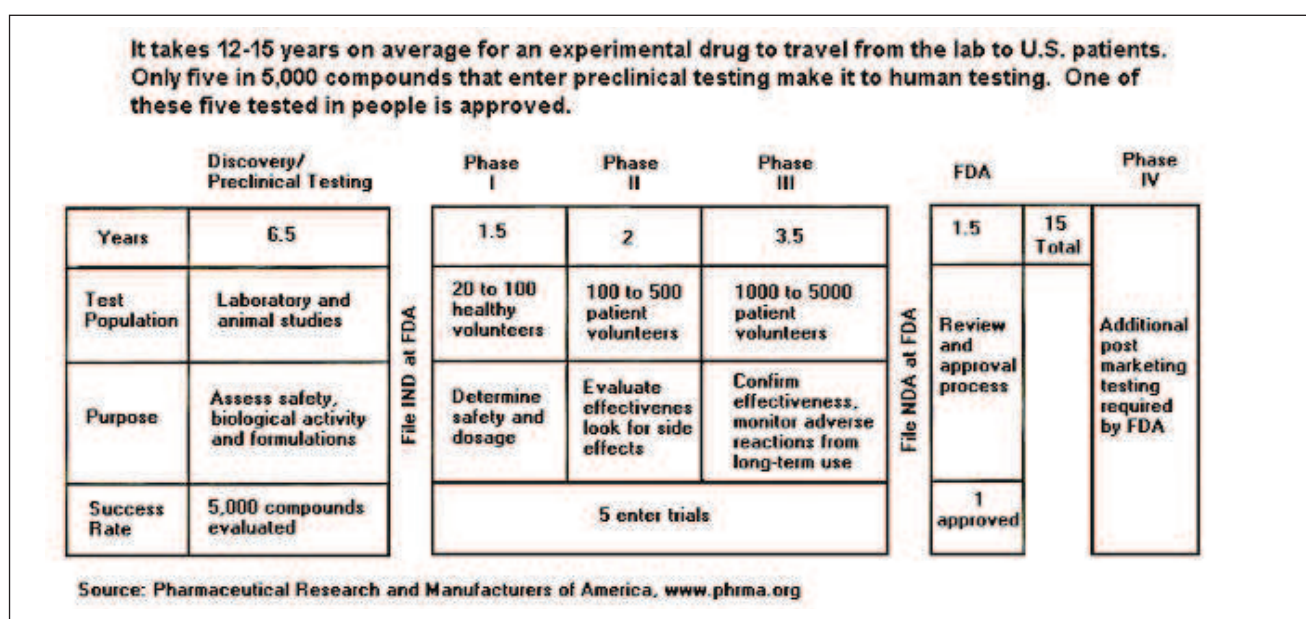 It takes 12-15 years on average for an experimental drug to travel from the lab to U.S. patients.
Only five in 5,000 compounds that enter preclinical testing make it to human testing.  One of
these five tested in people is approved.
Discovery/
Preclinical Testing
Phase
I
Phase
II
Phase
III
FDA
Phase
IV
Years
6.5
1.5
2
3.5
1.5
15
Total
Test
Population
Laboratory and
animal studies
File IND at FDA
20 to 100
healthy
volunteers
100 to 500
patient
volunteers
1000 to 5000
patient
volunteers
File NDA at FDA
Review
and
approval
process
Additional
post
marketing
testing
required
by FDA
Purpose
Assess safety,
biological activity
and formulations
Determine
safety and
dosage
Evaluate
effectivenes
look for side
effects
Confirm
effectiveness,
monitor adverse
reactions from
long-term use
Success
Rate
5,000 compounds
evaluated
5 enter trials
1
approved
Source: Pharmaceutical Research and Manufacturers of America, www.phrma.org